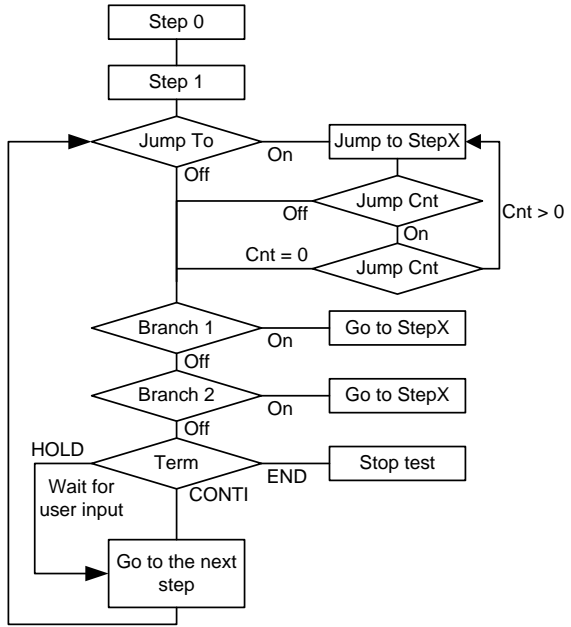 Step 0
Step 1
Jump To
On
Jump to StepX
Off
Jump Cnt
Off
On
Cnt > 0
Cnt = 0
Jump Cnt
Branch 1
On
Go to StepX
Off
Branch 2
On
Go to StepX
Off
HOLD
Term
END
Stop test
Wait for
user input
CONTI
Go to the next
step